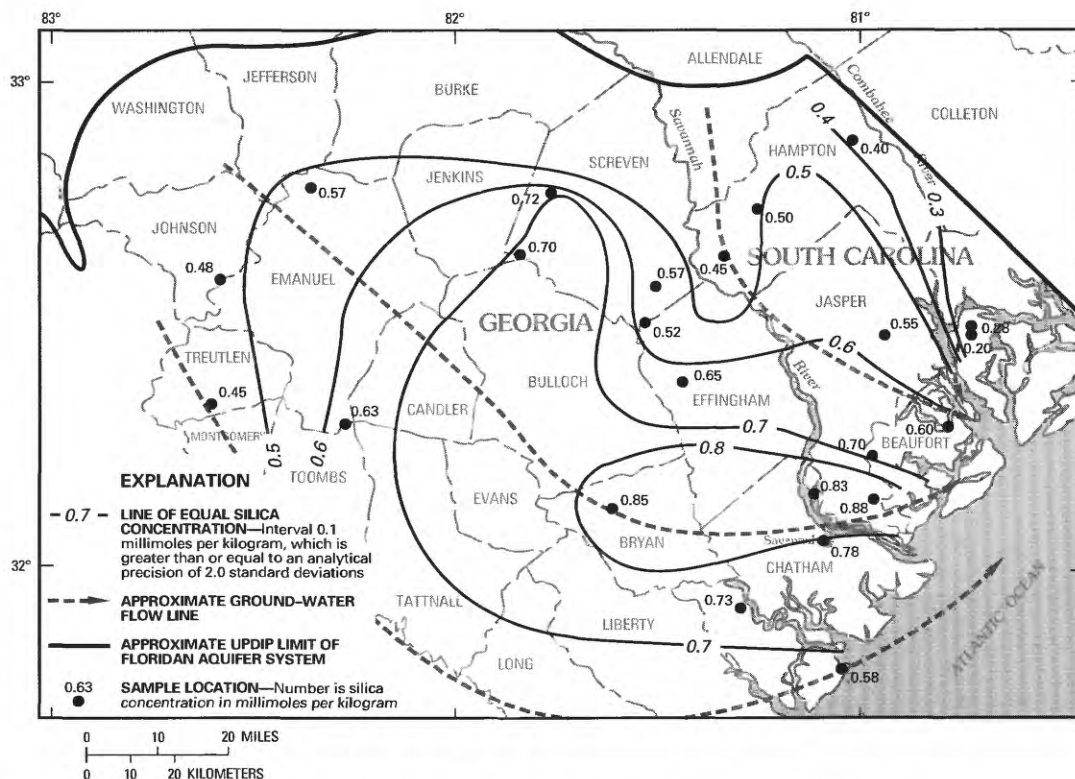 83°
82°
81°
33°
32°
ALLENDALE
JEFFERSON
BURKE
WASHINGTON
COLLETON
Combahee
River
Savannah
River
0.4
0.40
HAMPTON
SCREVEN
JENKINS
0.5
0.3
0.57
0.72
0.50
JOHNSON
0.70
0.45
SOUTH CAROLINA
0.48
EMANUEL
0.57
JASPER
GEORGIA
0.52
0.55
0.28
0.20
TREUTLEN
0.6
BULLOCH
0.65
EFFINGHAM
0.45
CANDLER
0.63
0.7
0.60
BEAUFORT
MONTGOMERY
0.5
0.6
TOOMBS
0.8
0.70
EVANS
0.83
0.88
0.85
BRYAN
Savannah
0.78
CHATHAM
TATTNALL
0.73
LIBERTY
0.7
LONG
0.58
ATLANTIC OCEAN
EXPLANATION
0.7
LINE OF EQUAL SILICA
CONCENTRATION—Interval 0.1
millimoles per kilogram, which is
greater than or equal to an analytical
precision of 2.0 standard deviations
APPROXIMATE GROUND-WATER
FLOW LINE
APPROXIMATE UPDIP LIMIT OF
FLORIDAN AQUIFER SYSTEM
0.63
SAMPLE LOCATION—Number is silica
concentration in millimoles per kilogram
0 10 20 MILES
0 10 20 KILOMETERS